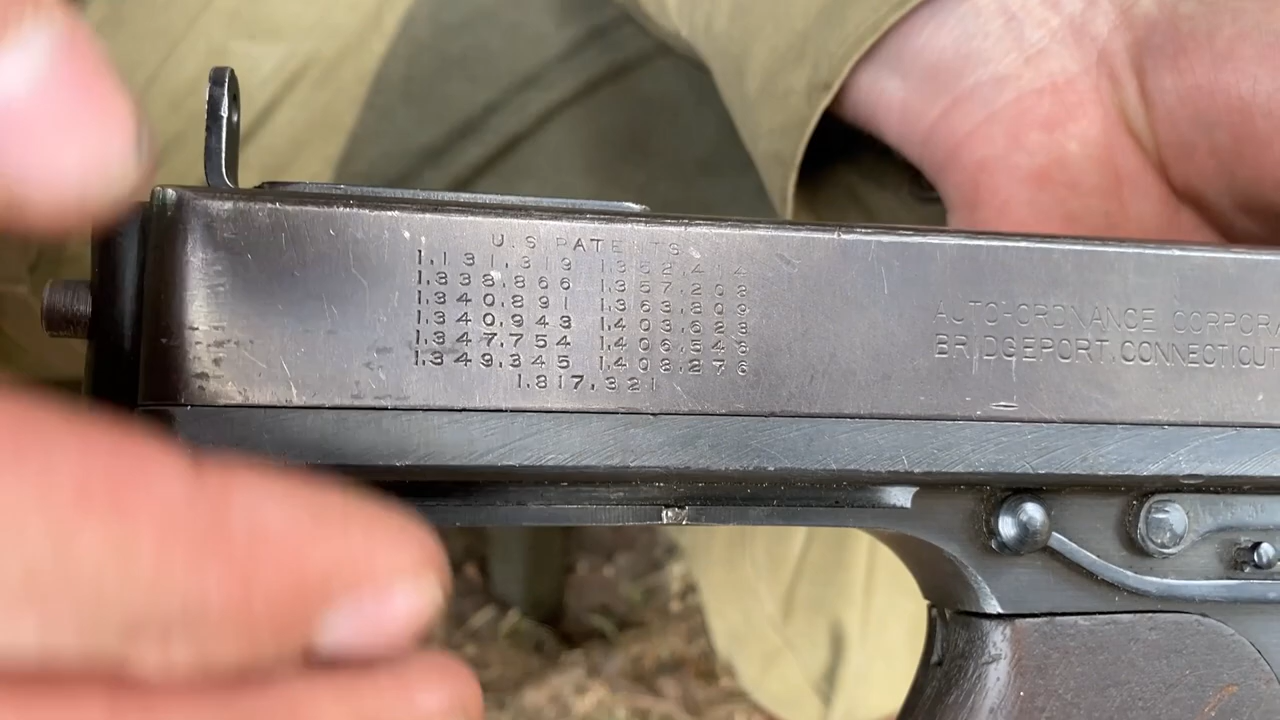 U.S PATENTS
1,131,319 1,352,414
1,338,866 1,357,208
1,340,891 1,363,809
1,340,943 1,403,623
1,347,754 1,406,546
1,349,345 1,408,276
1,817,321
AUTO-ORDNANCE CORPORA
BRIDGEPORT, CONNECTICUT